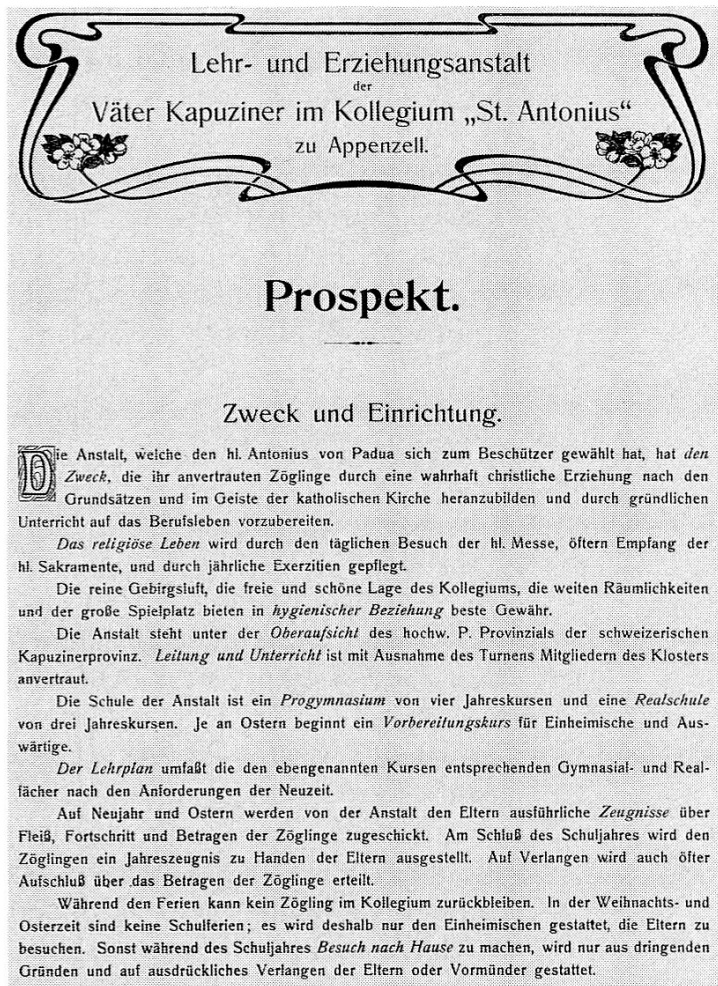 Lehr- und Erziehungsanstalt
der
Väter Kapuziner im Kollegium „St. Antonius“
zu Appenzell.
Prospekt.
Zweck und Einrichtung.
Die Anstalt, welche den hl. Antonius von Padua sich zum Beschützer gewählt hat, hat den
Zweck, die ihr anvertrauten Zöglinge durch eine wahrhaft christliche Erziehung nach den
Grundsätzen und im Geiste der katholischen Kirche heranzubilden und durch gründlichen
Unterricht auf das Berufsleben vorzubereiten.
Das religiöse Leben wird durch den täglichen Besuch der hl. Messe, öftern Empfang der
hl. Sakramente, und durch jährliche Exerzitien gepflegt.
Die reine Gebirgsluft, die freie und schöne Lage des Kollegiums, die weiten Räumlichkeiten
und der große Spielplatz bieten in hygienischer Beziehung beste Gewähr.
Die Anstalt steht unter der Oberaufsicht des hochw. P. Provinzials der schweizerischen
Kapuzinerprovinz. Leitung und Unterricht ist mit Ausnahme des Turnens Mitgliedern des Klosters
anvertraut.
Die Schule der Anstalt ist ein Progymnasium von vier Jahreskursen und eine Realschule
von drei Jahreskursen. Je an Ostern beginnt ein Vorbereitungskurs für Einheimische und Aus-
wärtige.
Der Lehrplan umfaßt die den ebengenannten Kursen entsprechenden Gymnasial- und Real-
fächer nach den Anforderungen der Neuzeit.
Auf Neujahr und Ostern werden von der Anstalt den Eltern ausführliche Zeugnisse über
Fleiß, Fortschritt und Betragen der Zöglinge zugeschickt. Am Schluß des Schuljahres wird den
Zöglingen ein Jahreszeugnis zu Handen der Eltern ausgestellt. Auf Verlangen wird auch öfter
Aufschluß über das Betragen der Zöglinge erteilt.
Während den Ferien kann kein Zögling im Kollegium zurückbleiben. In der Weihnachts- und
Osterzeit sind keine Schulferien; es wird deshalb nur den Einheimischen gestattet, die Eltern zu
besuchen. Sonst während des Schuljahres Besuch nach Hause zu machen, wird nur aus dringenden
Gründen und auf ausdrückliches Verlangen der Eltern oder Vormünder gestattet.